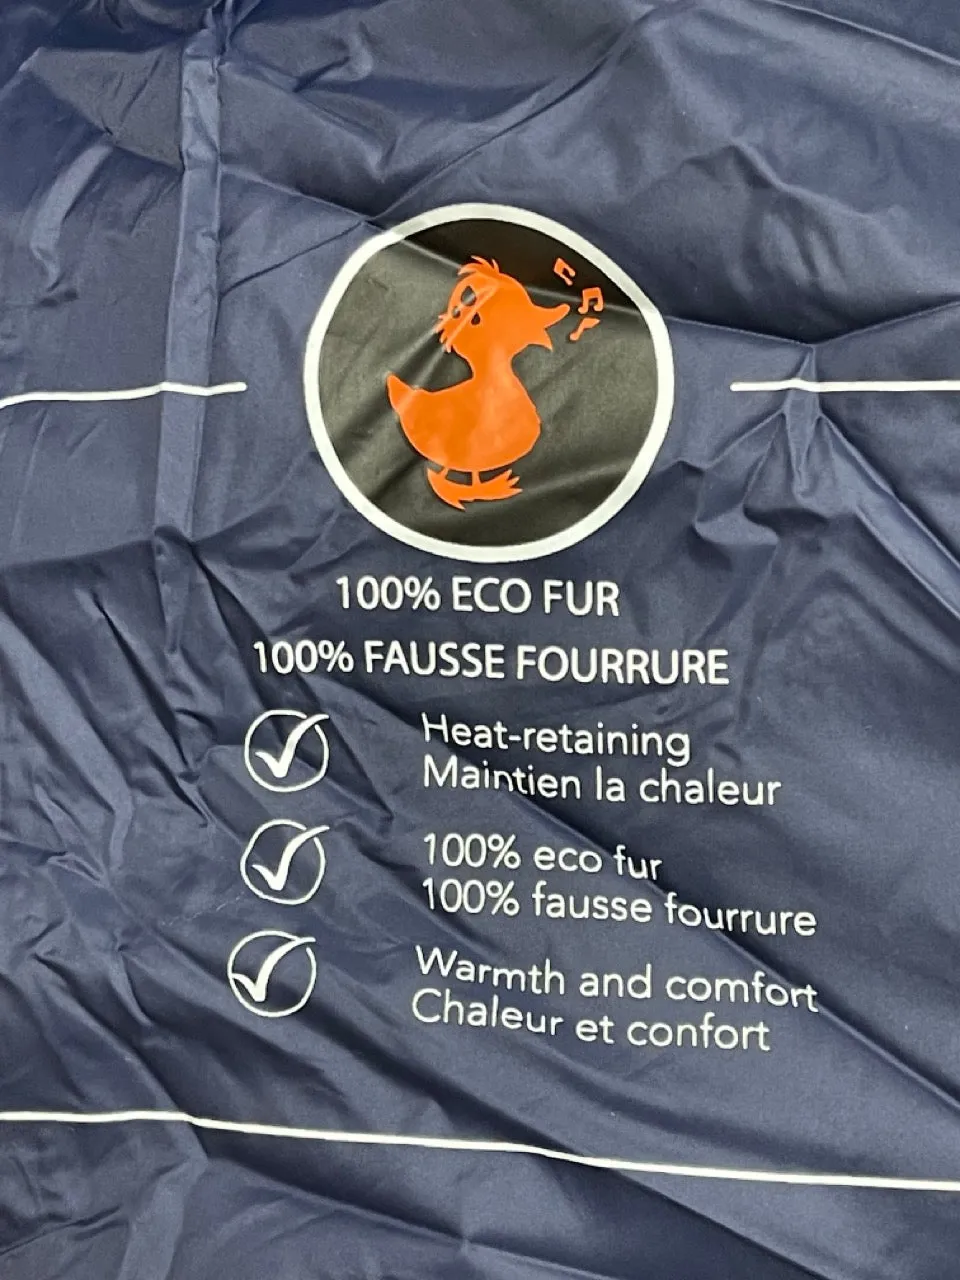 100% ECO FUR
100% FAUSSE FOURRURE
Heat-retaining
Maintien la chaleur
100% eco fur
100% fausse fourrure
Warmth and comfort
Chaleur et confort